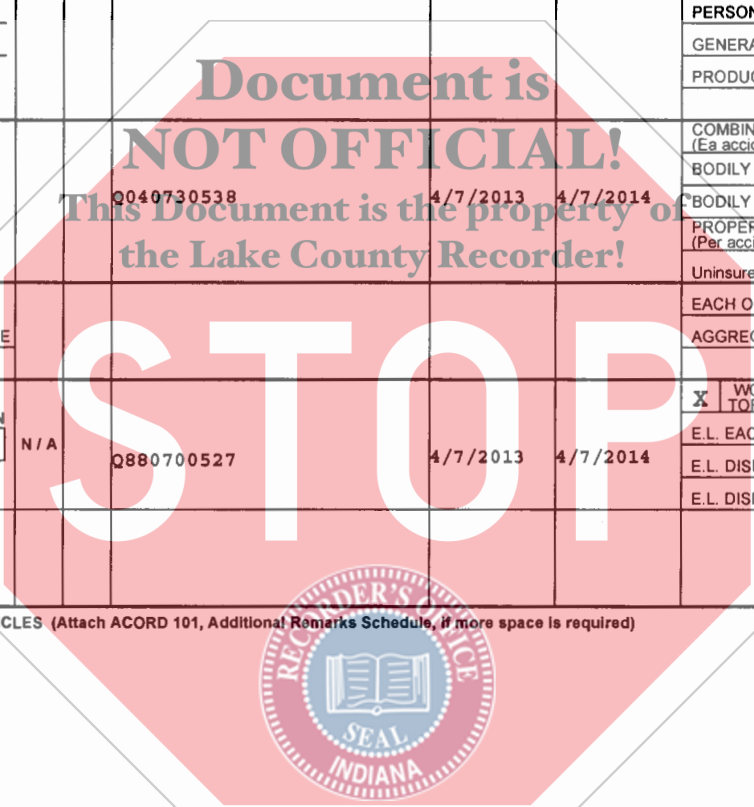 PERSON
GENERA
PRODUC
Document is
NOT OFFICIAL!
This Document is the property of
the Lake County Recorder!
COMBIN
(Ea accid
BODILY
Q040730538 4/7/2013 4/7/2014 BODILY
PROPER
(Per acci
Uninsure
EACH O
E AGGREG
STOP
X WC
TOR
N
N / A E.L. EAC
Q880700527 4/7/2013 4/7/2014 E.L. DIS
E.L. DIS
CLES (Attach ACORD 101, Additional Remarks Schedule, if more space is required)
RECORDER'S OFFICE
SEAL
INDIANA